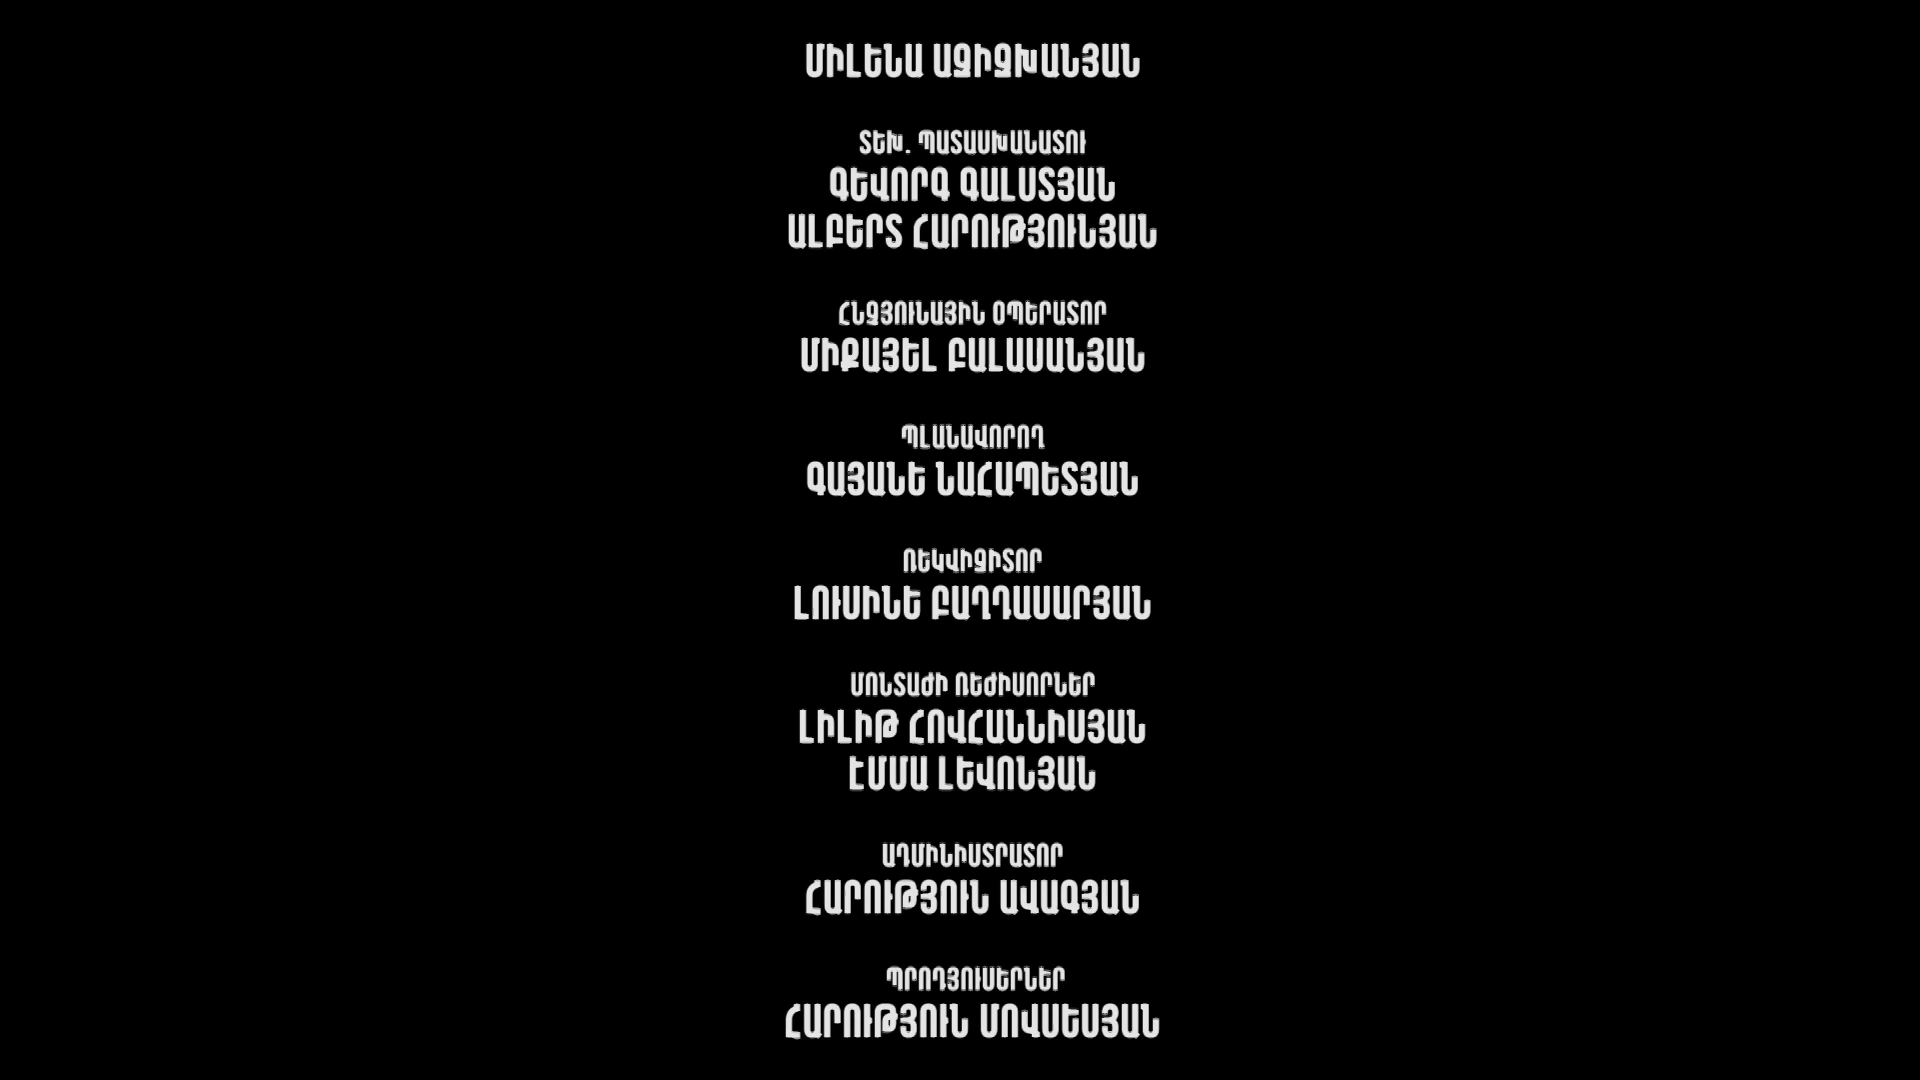 ՄԻԼԵՆԱ ԱԶԻԶԽԱՆՅԱՆ
ՏԵԽ. ՊԱՏԱՍԽԱՆԱՏՈՒ
ԳԵՎՈՐԳ ԳԱԼՍՏՅԱՆ
ԱԼԲԵՐՏ ՀԱՐՈՒԹՅՈՒՆՅԱՆ
ՀՆՉՅՈՒՆԱՅԻՆ ՕՊԵՐԱՏՈՐ
ՄԻՔԱՅԵԼ ԲԱԼԱՍԱՆՅԱՆ
ՊԼԱՆԱՎՈՐՈՂ
ԳԱՅԱՆԵ ՆԱՀԱՊԵՏՅԱՆ
ՌԵԿՎԻԶԻՏՈՐ
ԼՈՒՍԻՆԵ ԲԱՂԴԱՍԱՐՅԱՆ
ՄՈՆՏԱԺԻ ՌԵԺԻՍՈՐՆԵՐ
ԼԻԼԻԹ ՀՈՎՀԱՆՆԻՍՅԱՆ
ԷՄՄԱ ԼԵՎՈՆՅԱՆ
ԱԴՄԻՆԻՍՏՐԱՏՈՐ
ՀԱՐՈՒԹՅՈՒՆ ԱՎԱԳՅԱՆ
ՊՐՈԴՅՈՒՍԵՐՆԵՐ
ՀԱՐՈՒԹՅՈՒՆ ՄՈՎՍԵՍՅԱՆ